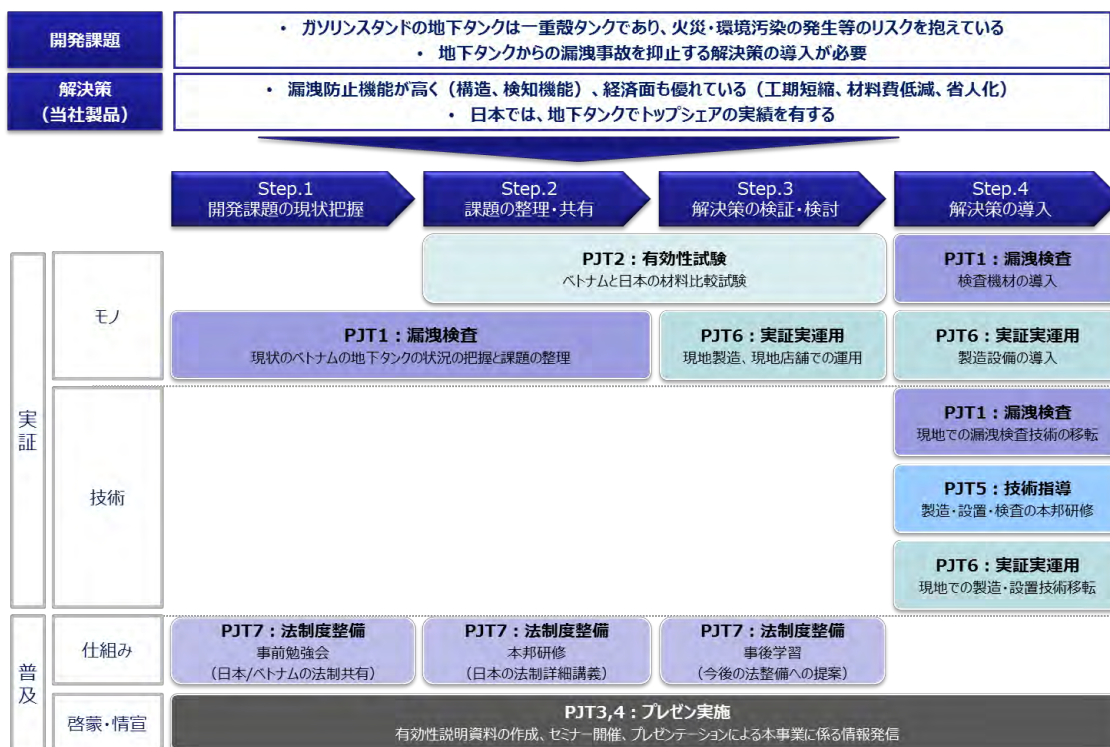 開発課題
・ ガソリンスタンドの地下タンクは一重殻タンクであり、火災・環境汚染の発生等のリスクを抱えている
・ 地下タンクからの漏洩事故を抑止する解決策の導入が必要
解決策
(当社製品)
・ 漏洩防止機能が高く（構造、検知機能）、経済面も優れている（工期短縮、材料費低減、省人化）
・ 日本では、地下タンクでトップシェアの実績を有する
Step.1
開発課題の現状把握
Step.2
課題の整理・共有
Step.3
解決策の検証・検討
Step.4
解決策の導入
実証
モノ
PJT2：有効性試験
ベトナムと日本の材料比較試験
PJT1：漏洩検査
検査機材の導入
PJT1：漏洩検査
現状のベトナムの地下タンクの状況の把握と課題の整理
PJT6：実証実運用
現地製造、現地店舗での運用
PJT6：実証実運用
製造設備の導入
技術
PJT1：漏洩検査
現地での漏洩検査技術の移転
PJT5：技術指導
製造・設置・検査の本邦研修
PJT6：実証実運用
現地での製造・設置技術移転
普及
仕組み
PJT7：法制度整備
事前勉強会
（日本/ベトナムの法制共有）
PJT7：法制度整備
本邦研修
（日本の法制詳細講義）
PJT7：法制度整備
事後学習
（今後の法整備への提案）
啓蒙・情宣
PJT3,4：プレゼン実施
有効性説明資料の作成、セミナー開催、プレゼンテーションによる本事業に係る情報発信